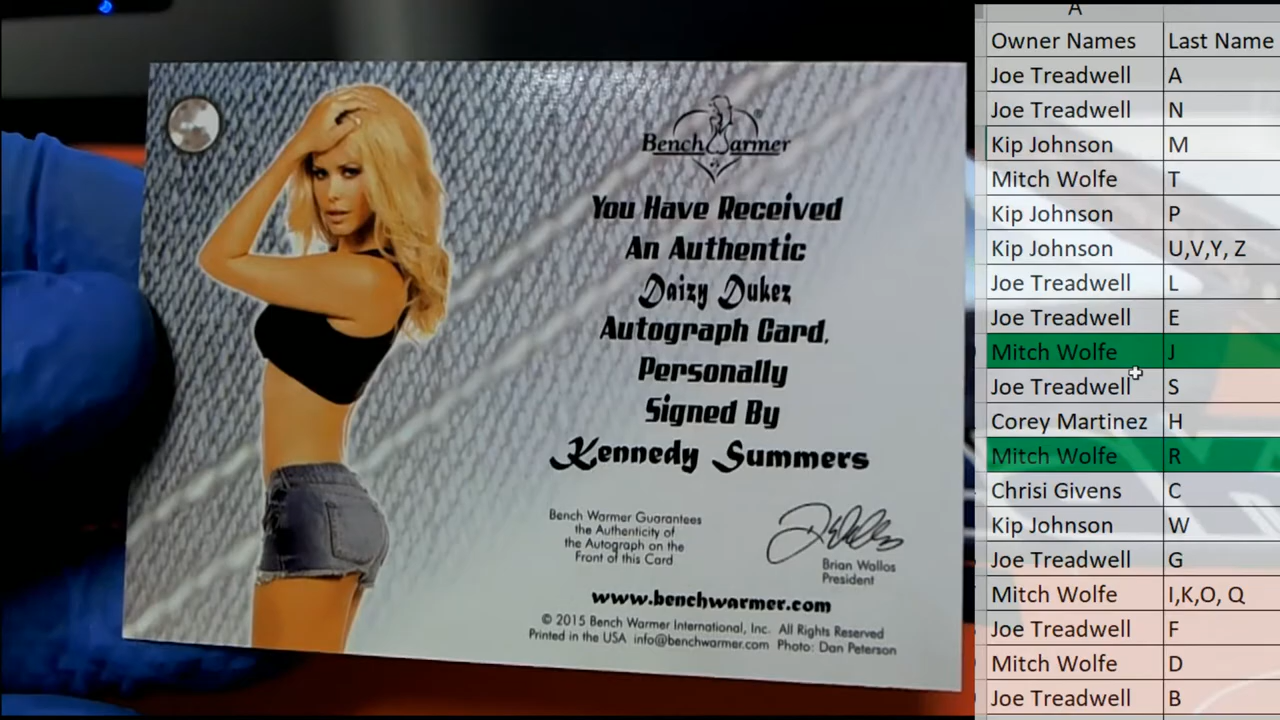 Bench Warmer
®
You Have Received
An Authentic
Daizy Dukez
Autograph Card,
Personally
Signed By
Kennedy Summers
Bench Warmer Guarantees
the Authenticity of
the Autograph on the
Front of this Card
Brian Wallos
President
www.benchwarmer.com
© 2015 Bench Warmer International, Inc. All Rights Reserved
Printed in the USA info@benchwarmer.com Photo: Dan Peterson
A
Owner Names Last Name
Joe Treadwell A
Joe Treadwell N
Kip Johnson M
Mitch Wolfe T
Kip Johnson P
Kip Johnson U,V,Y, Z
Joe Treadwell L
Joe Treadwell E
Mitch Wolfe J
Joe Treadwell S
Corey Martinez H
Mitch Wolfe R
Chrisi Givens C
Kip Johnson W
Joe Treadwell G
Mitch Wolfe I,K,O, Q
Joe Treadwell F
Mitch Wolfe D
Joe Treadwell B